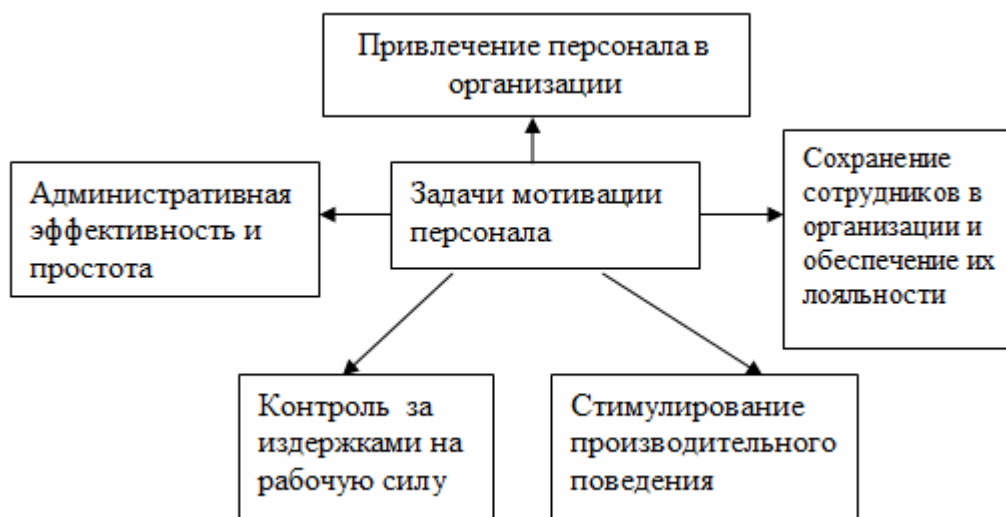 Привлечение персонала в
организации
Административная
эффективность и
простота
Задачи мотивации
персонала
Сохранение
сотрудников в
организации и
обеспечение их
лояльности
Контроль за
издержками на
рабочую силу
Стимулирование
производительного
поведения